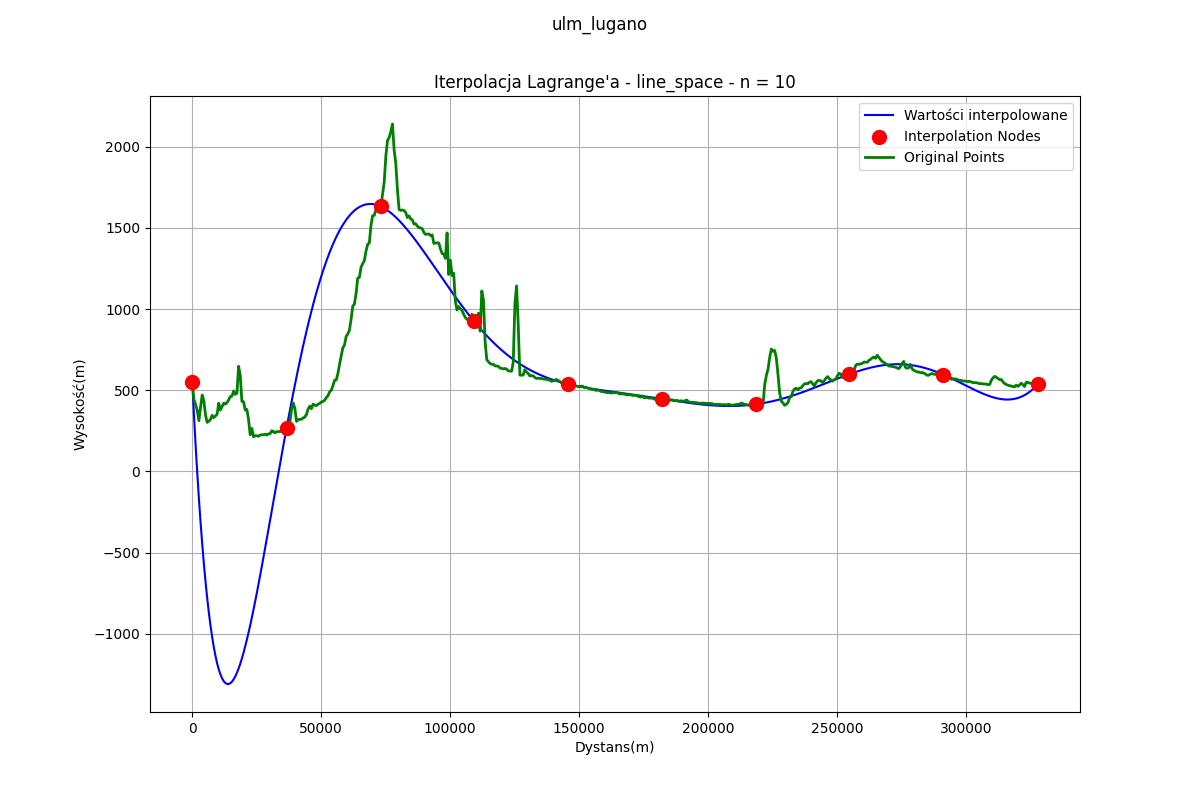 ulm_lugano
Iterpolacja Lagrange'a - line_space - n = 10
Wartości interpolowane
Interpolation Nodes
Original Points
Wysokość(m)
2000
1500
1000
500
0
−500
−1000
0 50000 100000 150000 200000 250000 300000
Dystans(m)